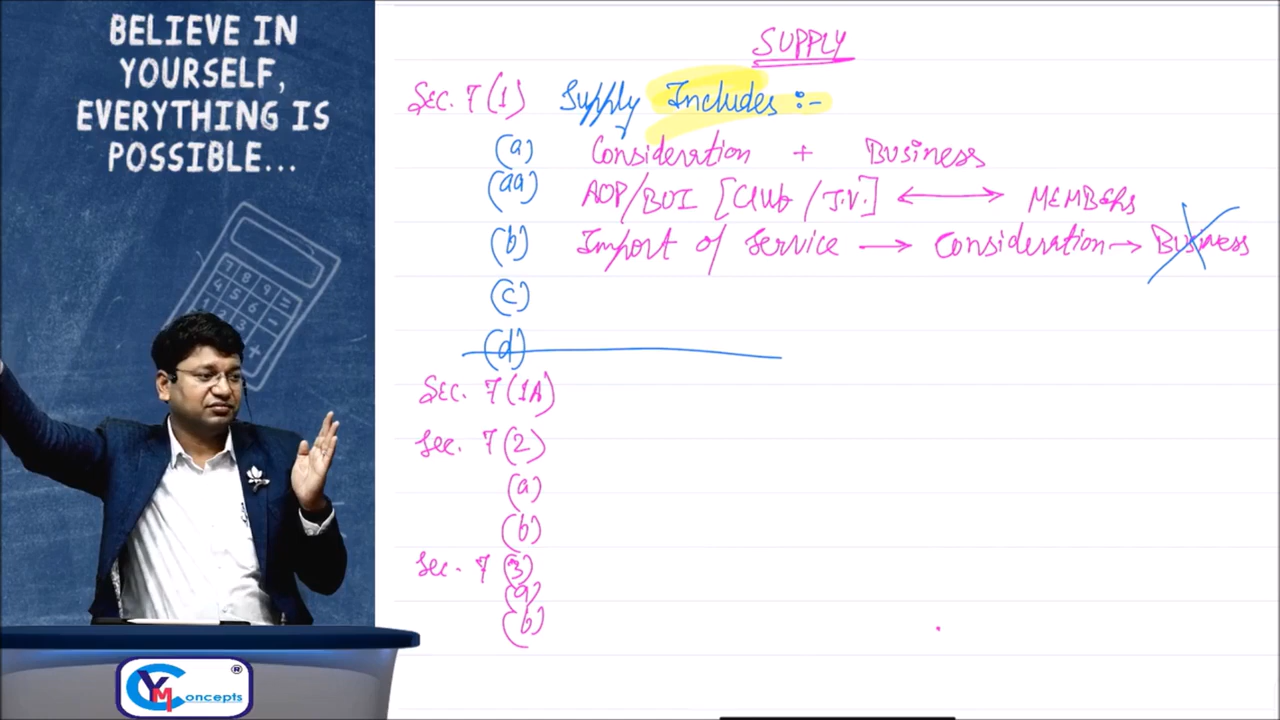 BELIEVE IN
YOURSELF,
EVERYTHING IS
POSSIBLE...
SUPPLY
Sec. 7(1) Supply Includes :-
(a) Consideration + Business
(aa) AOP/BOI [Club / J.V.] ⟷ MEMBERS
(b) Import of Service → Consideration → Business
(c)
(d)
Sec. 7(1A)
Sec. 7(2)
(a)
(b)
Sec. 7(3)
(a)
(b)
YM Concepts ®